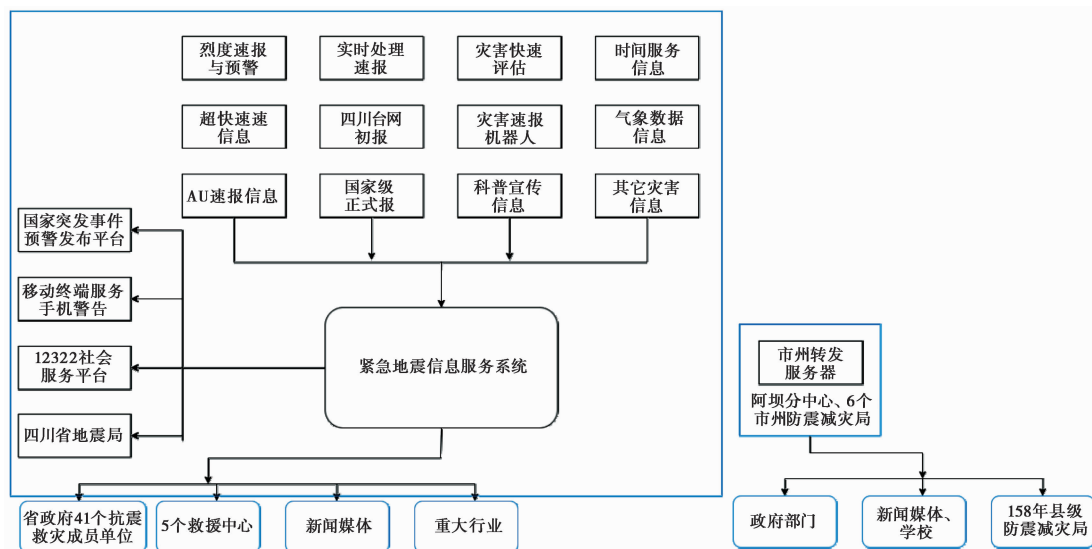 烈度速报
与预警
实时处理
速报
灾害快速
评估
时间服务
信息
超快速速
信息
四川台网
初报
灾害速报
机器人
气象数据
信息
AU速报信息
国家级
正式报
科普宣传
信息
其它灾害
信息
国家突发事件
预警发布平台
移动终端服务
手机警告
12322社会
服务平台
四川省地震局
紧急地震信息服务系统
市州转发
服务器
阿坝分中心、6个
市州防震减灾局
省政府41个抗震
救灾成员单位
5个救援中心
新闻媒体
重大行业
政府部门
新闻媒体、
学校
158年县级
防震减灾局